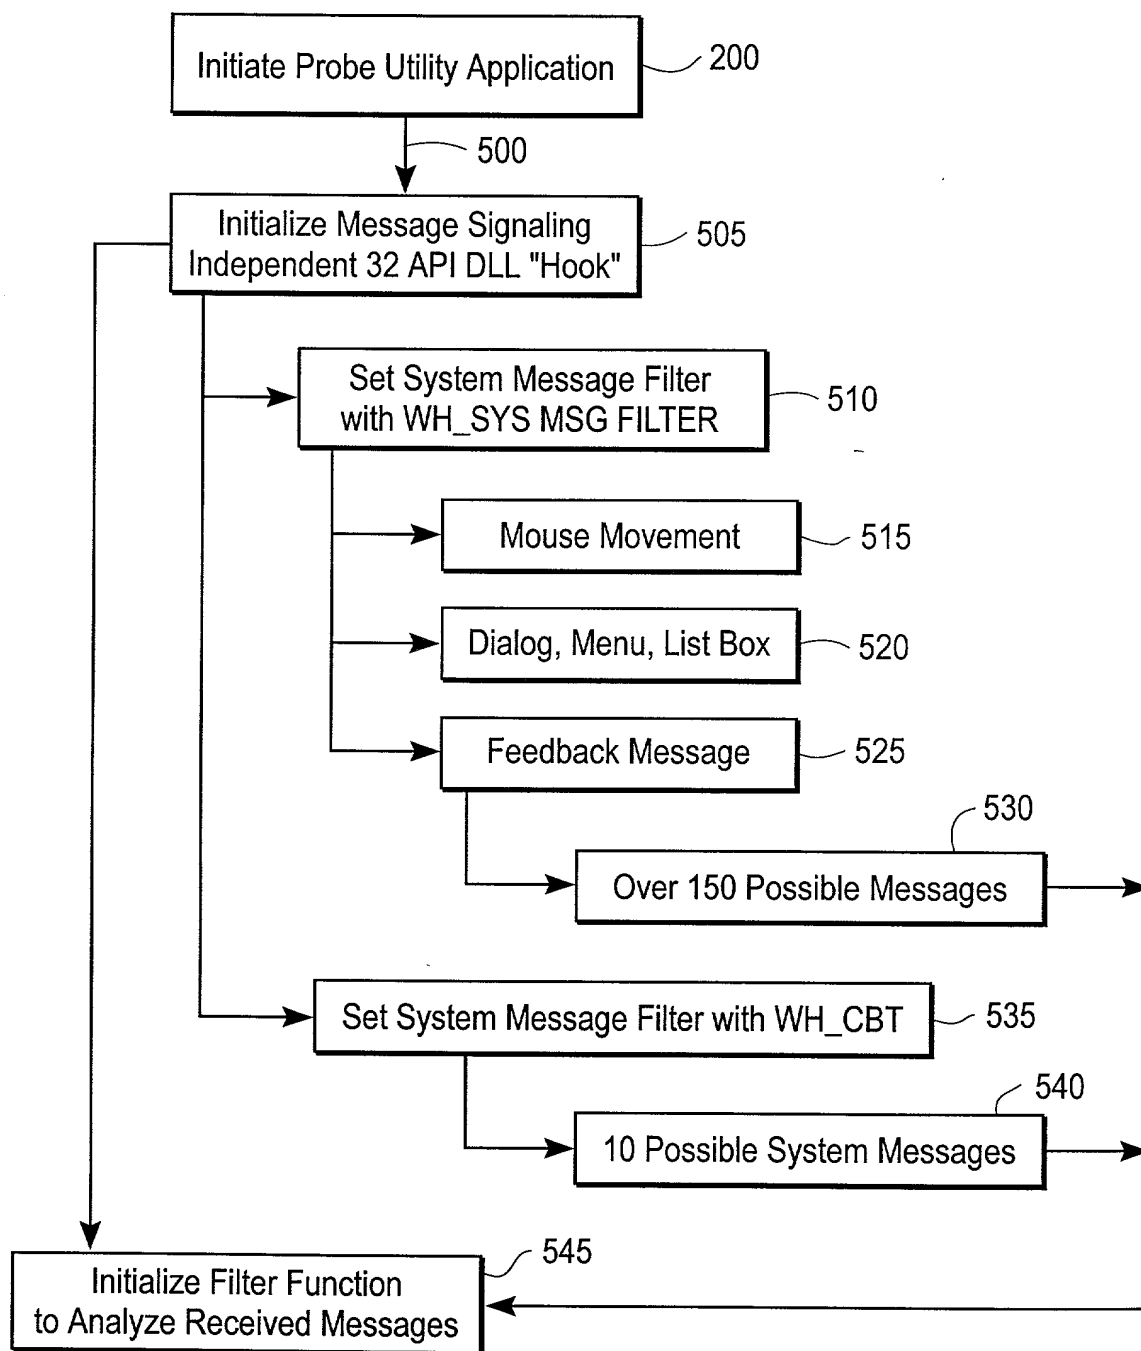 Initiate Probe Utility Application
200
500
Initialize Message Signaling
Independent 32 API DLL "Hook"
505
Set System Message Filter
with WH_SYS MSG FILTER
510
Mouse Movement
515
Dialog, Menu, List Box
520
Feedback Message
525
530
Over 150 Possible Messages
Set System Message Filter with WH_CBT
535
540
10 Possible System Messages
545
Initialize Filter Function
to Analyze Received Messages